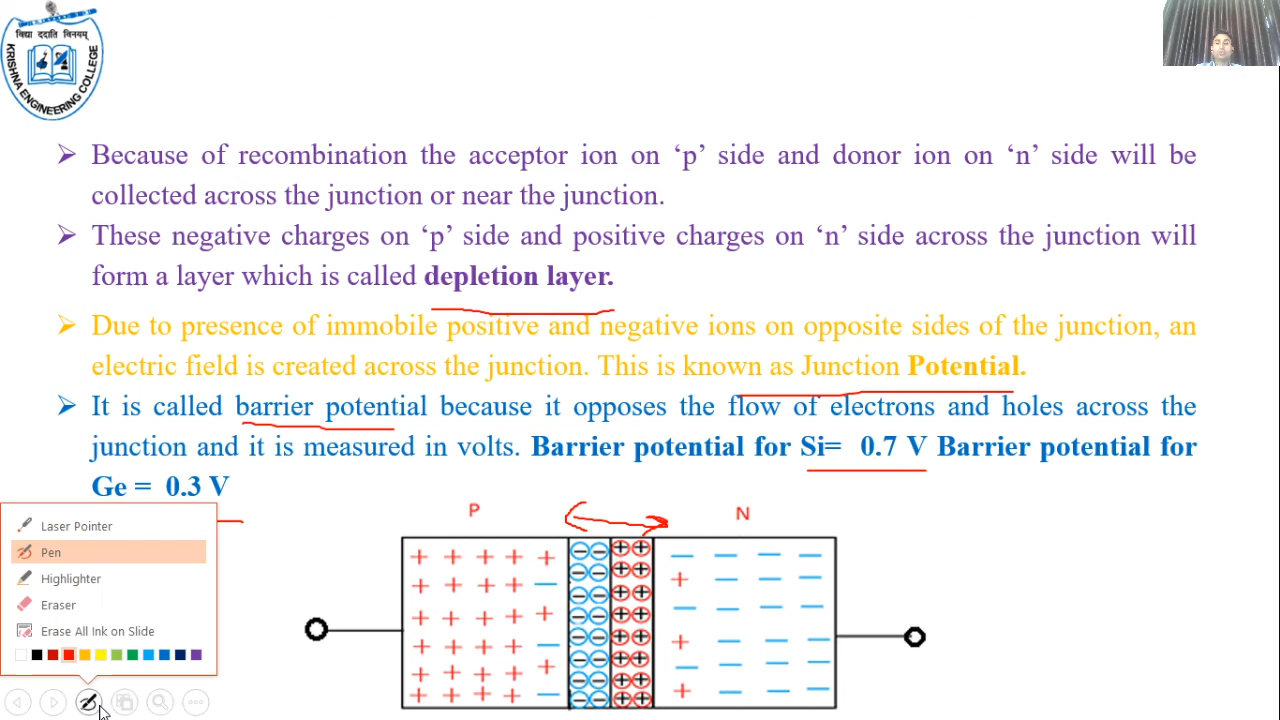 विद्या ददाति विनयम्
KRISHNA ENGINEERING COLLEGE
➢ Because of recombination the acceptor ion on ‘p’ side and donor ion on ‘n’ side will be
collected across the junction or near the junction.
➢ These negative charges on ‘p’ side and positive charges on ‘n’ side across the junction will
form a layer which is called depletion layer.
➢ Due to presence of immobile positive and negative ions on opposite sides of the junction, an
electric field is created across the junction. This is known as Junction Potential.
➢ It is called barrier potential because it opposes the flow of electrons and holes across the
junction and it is measured in volts. Barrier potential for Si= 0.7 V Barrier potential for
Ge = 0.3 V
P
N
Laser Pointer
Pen
Highlighter
Eraser
Erase All Ink on Slide